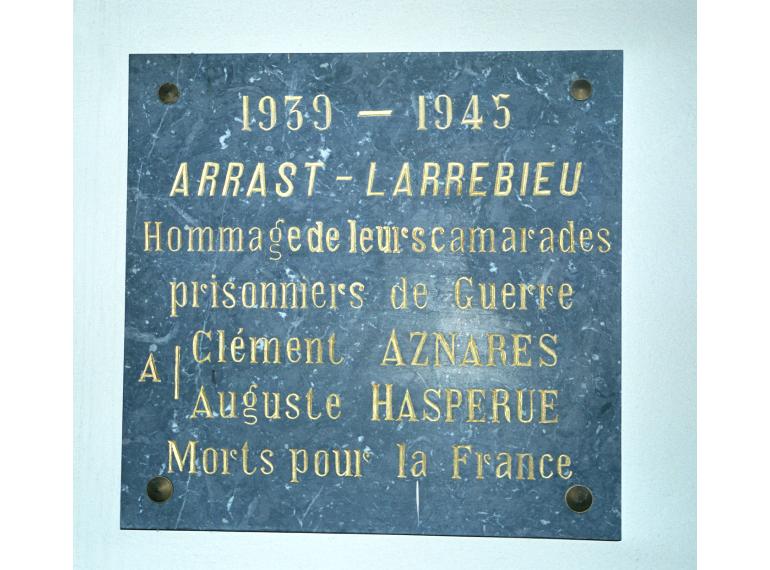 1939 — 1945
ARRAST - LARREBIEU
Hommage de leurs camarades
prisonniers de Guerre
A | Clément AZNARES
Auguste HASPERUE
Morts pour la France